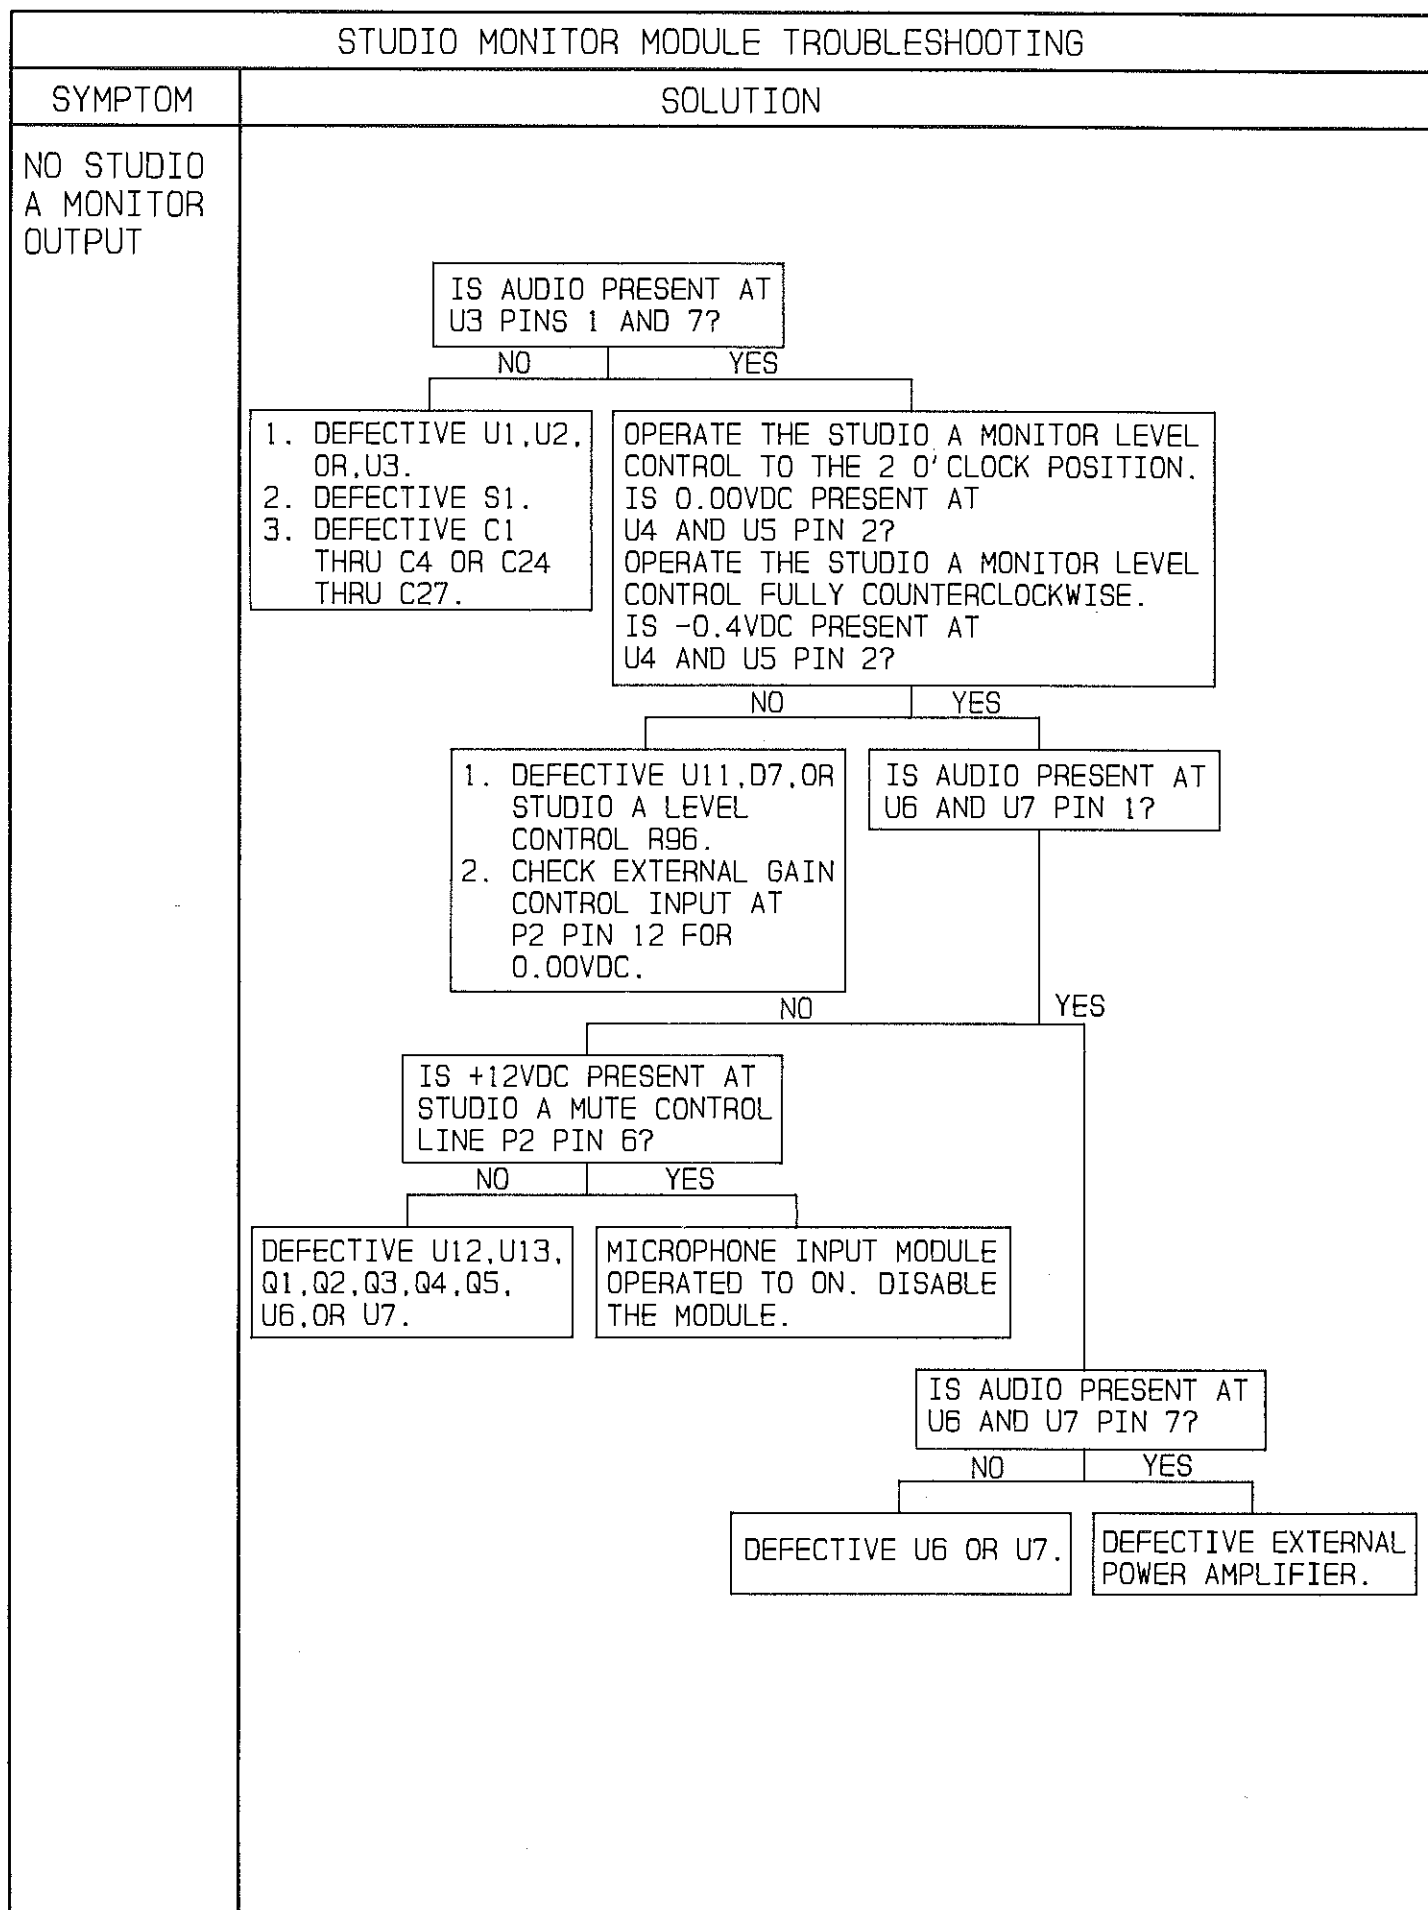 STUDIO MONITOR MODULE TROUBLESHOOTING
SYMPTOM
SOLUTION
NO STUDIO
A MONITOR
OUTPUT
IS AUDIO PRESENT AT
U3 PINS 1 AND 7?
NO
YES
1. DEFECTIVE U1,U2,
OR,U3.
2. DEFECTIVE S1.
3. DEFECTIVE C1
THRU C4 OR C24
THRU C27.
OPERATE THE STUDIO A MONITOR LEVEL
CONTROL TO THE 2 O'CLOCK POSITION.
IS 0.00VDC PRESENT AT
U4 AND U5 PIN 2?
OPERATE THE STUDIO A MONITOR LEVEL
CONTROL FULLY COUNTERCLOCKWISE.
IS -0.4VDC PRESENT AT
U4 AND U5 PIN 2?
NO
YES
1. DEFECTIVE U11,D7,OR
STUDIO A LEVEL
CONTROL R96.
2. CHECK EXTERNAL GAIN
CONTROL INPUT AT
P2 PIN 12 FOR
0.00VDC.
IS AUDIO PRESENT AT
U6 AND U7 PIN 1?
NO
YES
IS +12VDC PRESENT AT
STUDIO A MUTE CONTROL
LINE P2 PIN 6?
NO
YES
DEFECTIVE U12,U13,
Q1,Q2,Q3,Q4,Q5,
U6,OR U7.
MICROPHONE INPUT MODULE
OPERATED TO ON. DISABLE
THE MODULE.
IS AUDIO PRESENT AT
U6 AND U7 PIN 7?
NO
YES
DEFECTIVE U6 OR U7.
DEFECTIVE EXTERNAL
POWER AMPLIFIER.